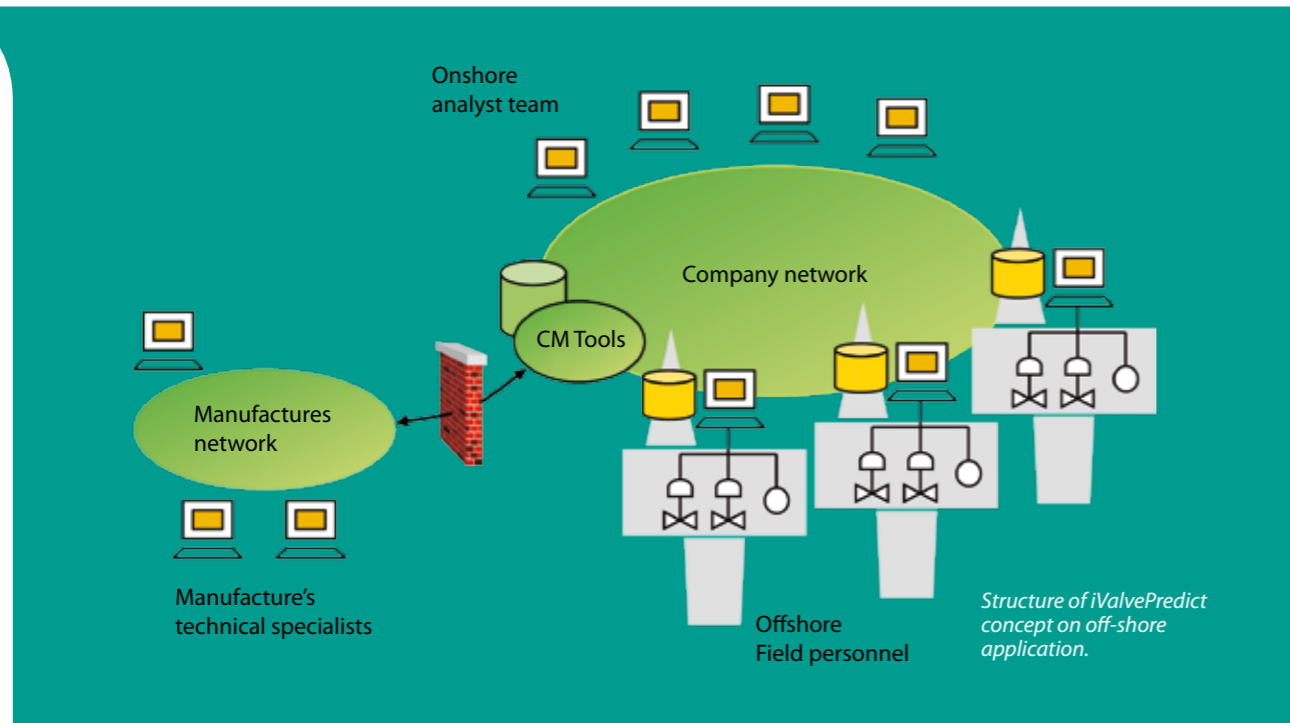 Onshore
analyst team
Company network
CM Tools
Manufactures
network
Manufacture's
technical specialists
Offshore
Field personnel
Structure of iValvePredict
concept on off-shore
application.